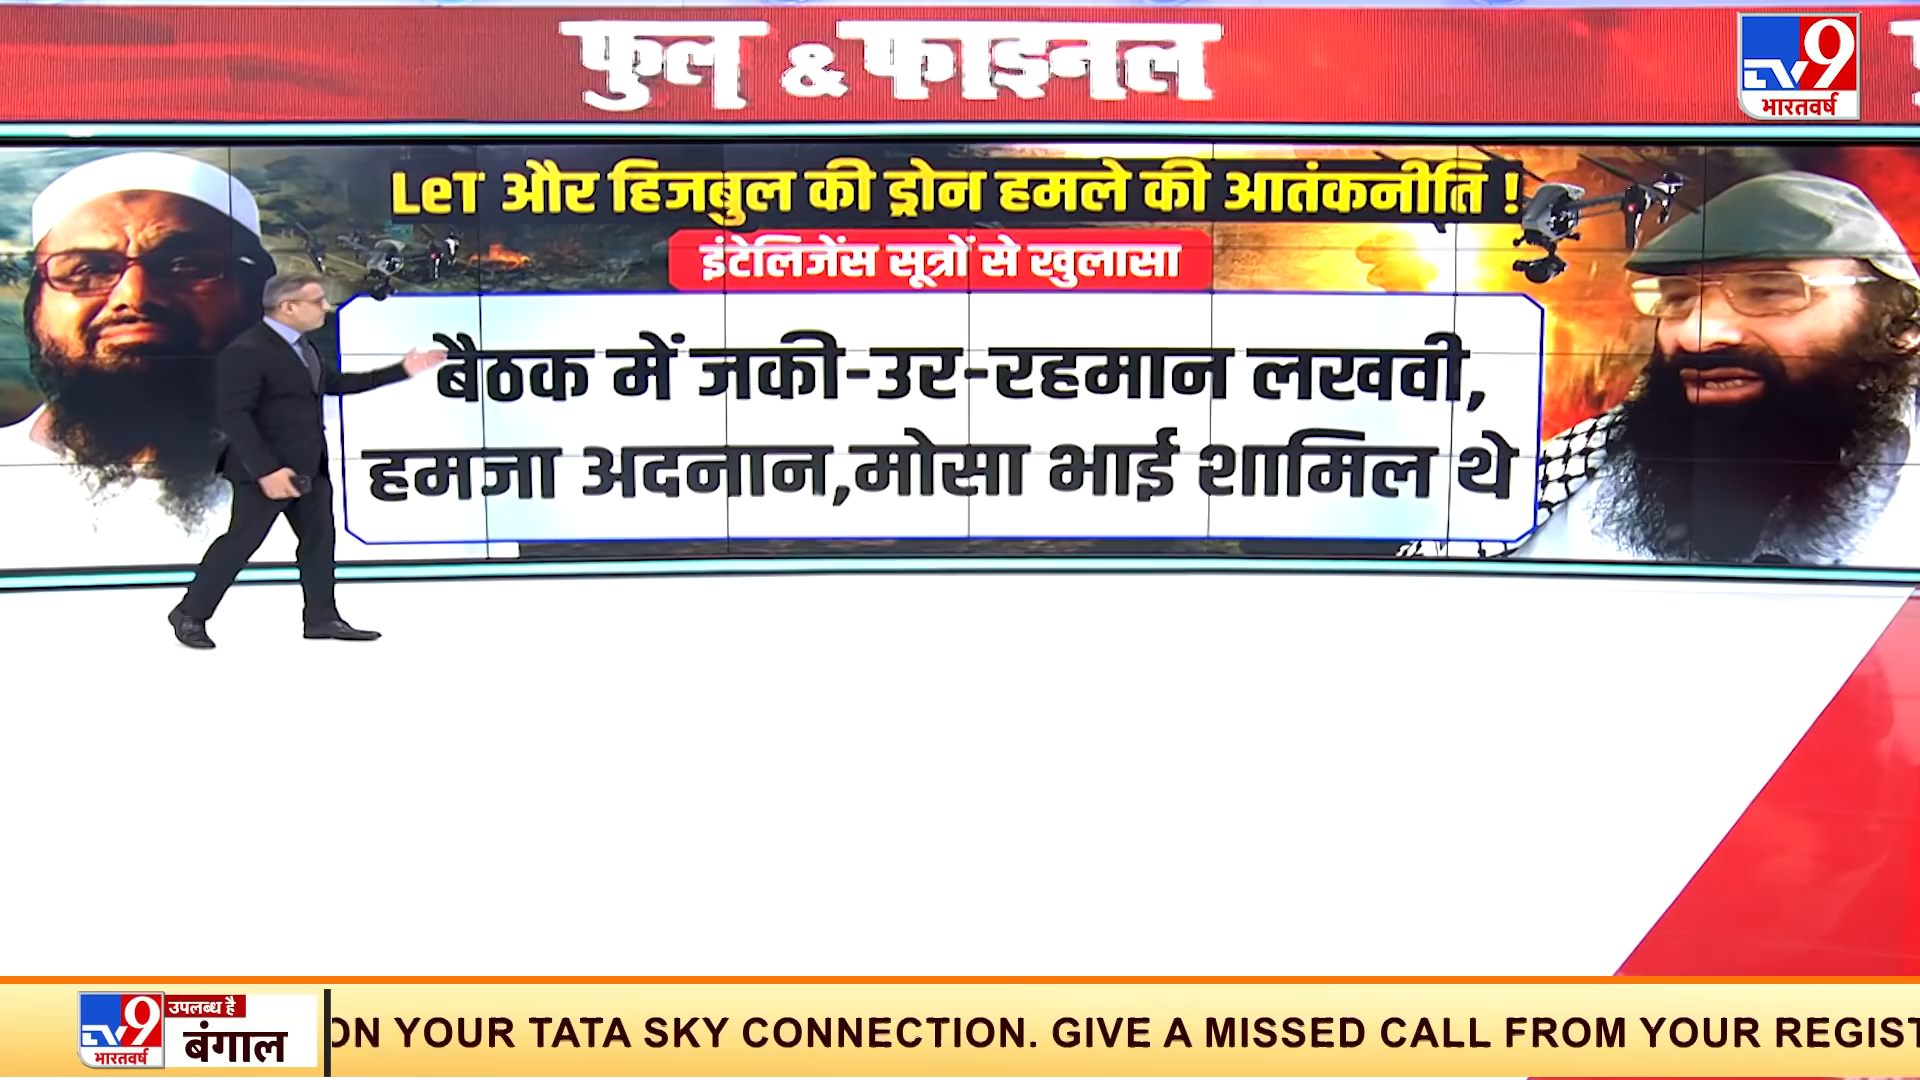 फुल & फाइनल
TV9
भारतवर्ष
LeT और हिजबुल की ड्रोन हमले की आतंकनीति !
इंटेलिजेंस सूत्रों से खुलासा
बैठक में जकी-उर-रहमान लखवी,
हमजा अदनान,मोसा भाई शामिल थे
TV9
भारतवर्ष
उपलब्ध है
बंगाल
ON YOUR TATA SKY CONNECTION. GIVE A MISSED CALL FROM YOUR REGIST